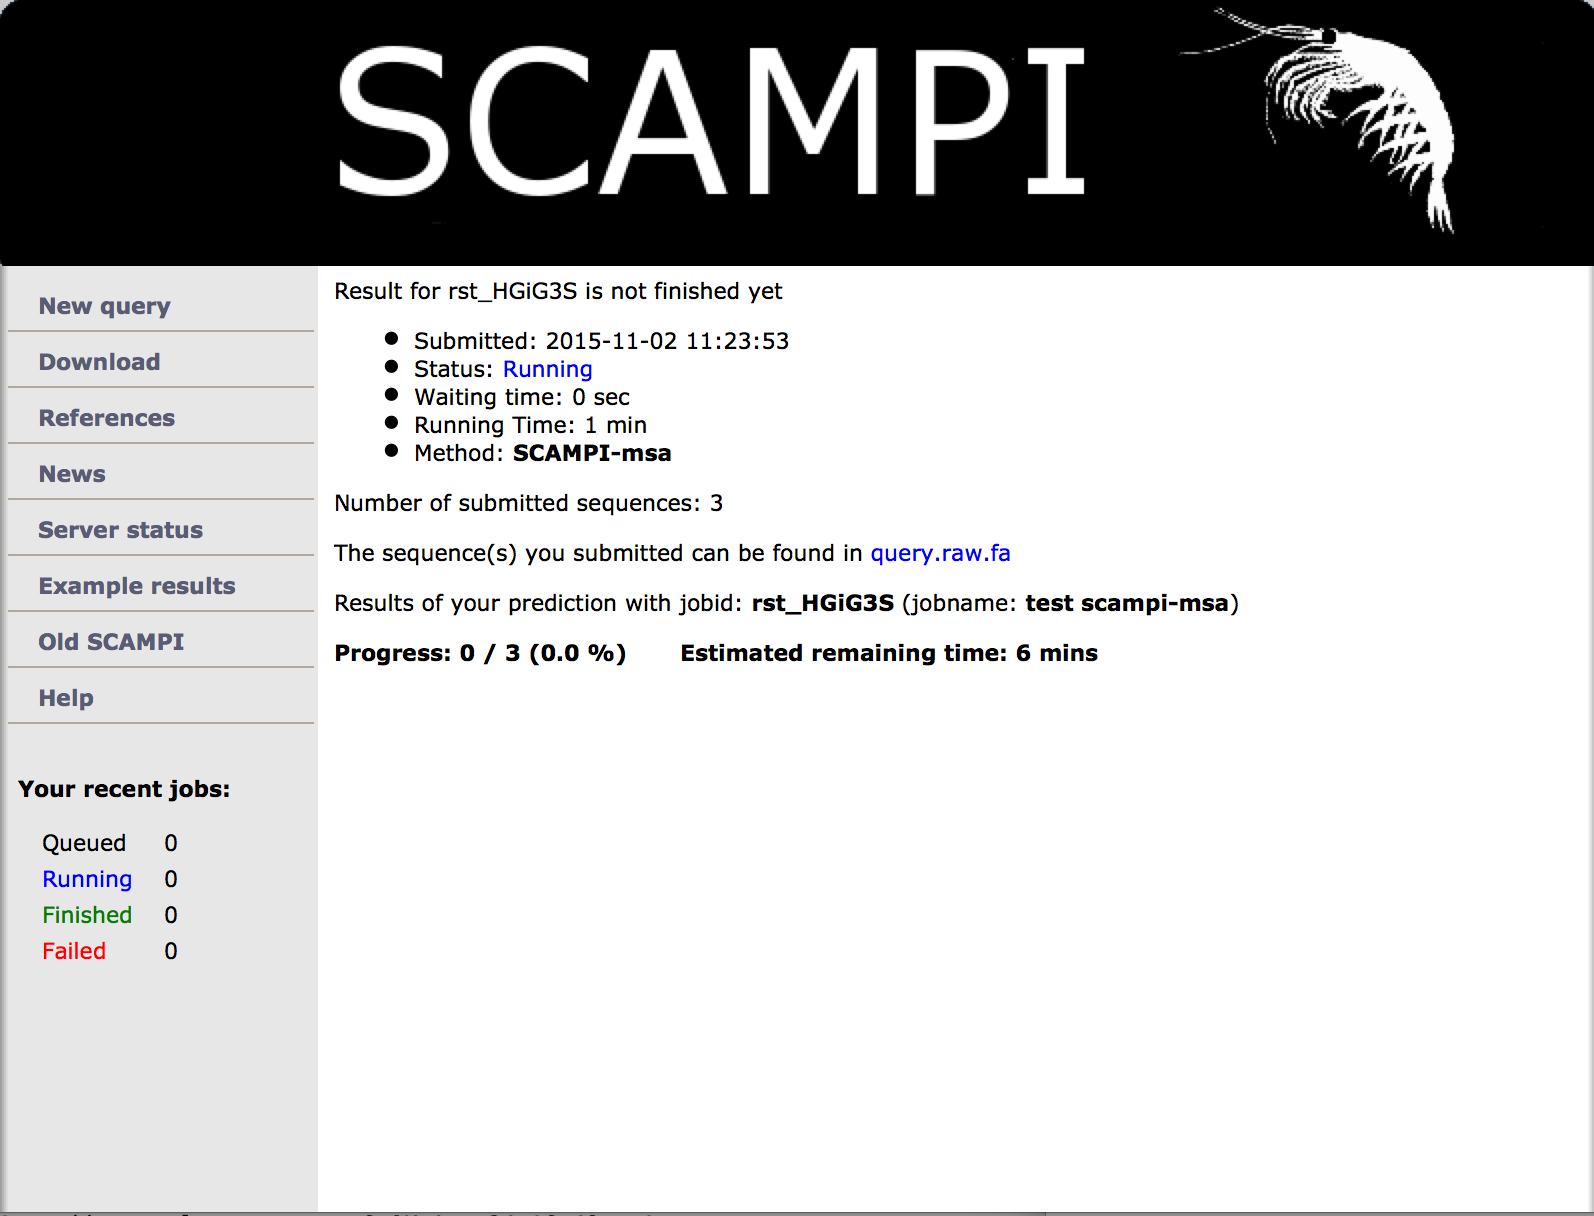 SCAMPI
New query
Download
References
News
Server status
Example results
Old SCAMPI
Help
Your recent jobs:
Queued 0
Running 0
Finished 0
Failed 0
Result for rst_HGiG3S is not finished yet
Submitted: 2015-11-02 11:23:53
Status: Running
Waiting time: 0 sec
Running Time: 1 min
Method: SCAMPI-msa
Number of submitted sequences: 3
The sequence(s) you submitted can be found in query.raw.fa
Results of your prediction with jobid: rst_HGiG3S (jobname: test scampi-msa)
Progress: 0 / 3 (0.0 %) Estimated remaining time: 6 mins